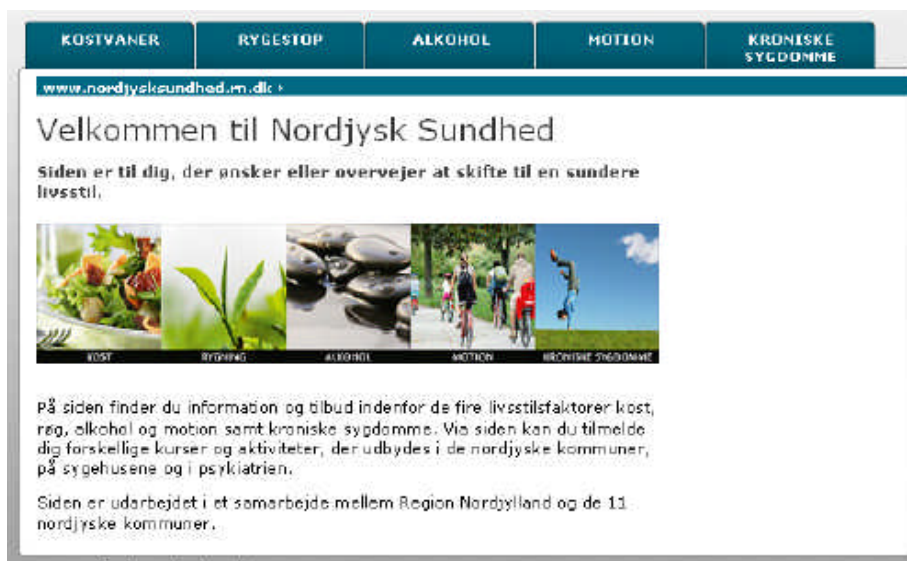 KOSTVANER
RYGESTOP
ALKOHOL
MOTION
KRONISKE
SYGDOMME
www.nordjysksundhed.rn.dk ›
Velkommen til Nordjysk Sundhed
Siden er til dig, der ønsker eller overvejer at skifte til en sundere
livsstil.
KOST
RYGNING
ALKOHOL
MOTION
KRONISKE SYGDOMME
På siden finder du information og tilbud indenfor de fire livsstilsfaktorer kost,
røg, alkohol og motion samt kroniske sygdomme. Via siden kan du tilmelde
dig forskellige kurser og aktiviteter, der udbydes i de nordjyske kommuner,
på sygehusene og i psykiatrien.
Siden er udarbejdet i et samarbejde mellem Region Nordjylland og de 11
nordjyske kommuner.